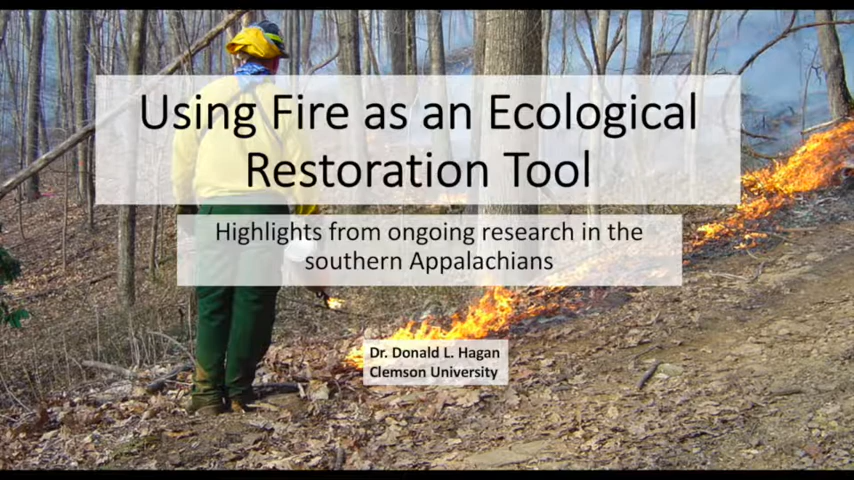 Using Fire as an Ecological
Restoration Tool
Highlights from ongoing research in the
southern Appalachians
Dr. Donald L. Hagan
Clemson University